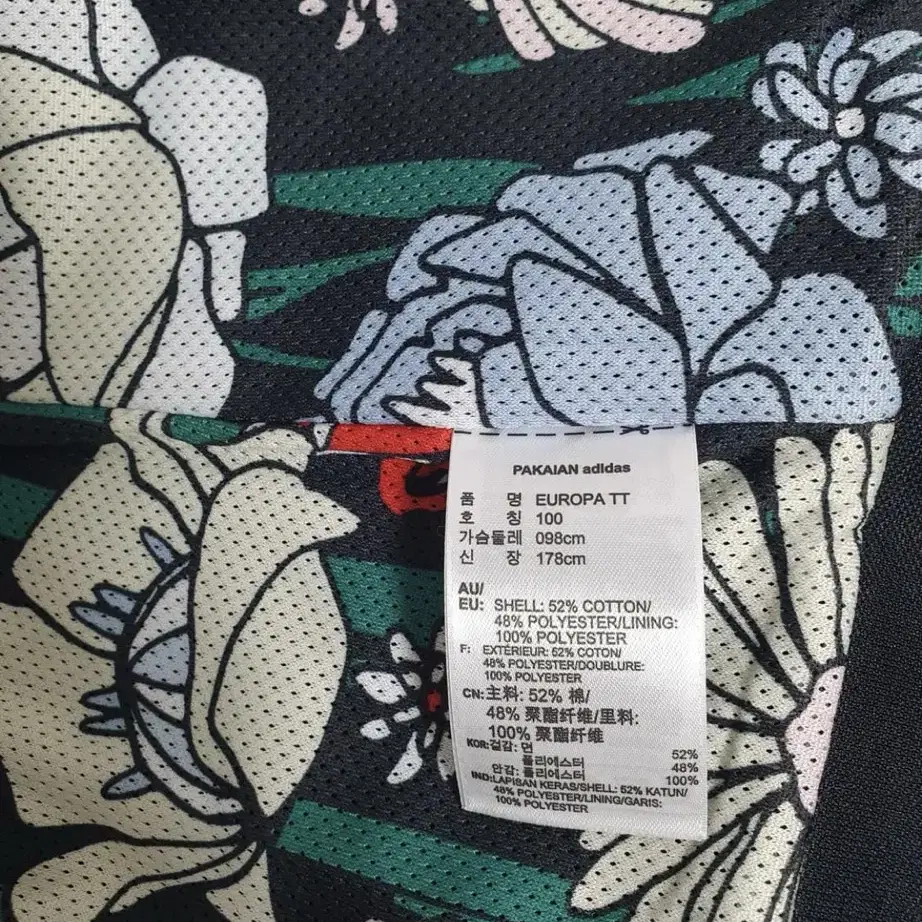 PAKAIAN adidas
품 명 EUROPA TT
호 칭 100
가슴둘레 098cm
신 장 178cm
AU/
EU: SHELL: 52% COTTON/
48% POLYESTER/LINING:
100% POLYESTER
F: EXTÉRIEUR: 52% COTON/
48% POLYESTER/DOUBLURE:
100% POLYESTER
CN:主料: 52% 棉/
48% 聚酯纤维/里料:
100% 聚酯纤维
KOR:겉감: 면 52%
폴리에스터 48%
안감: 폴리에스터 100%
IND:LAPISAN KERAS/SHELL: 52% KATUN/
48% POLYESTER/LINING/GARIS:
100% POLYESTER